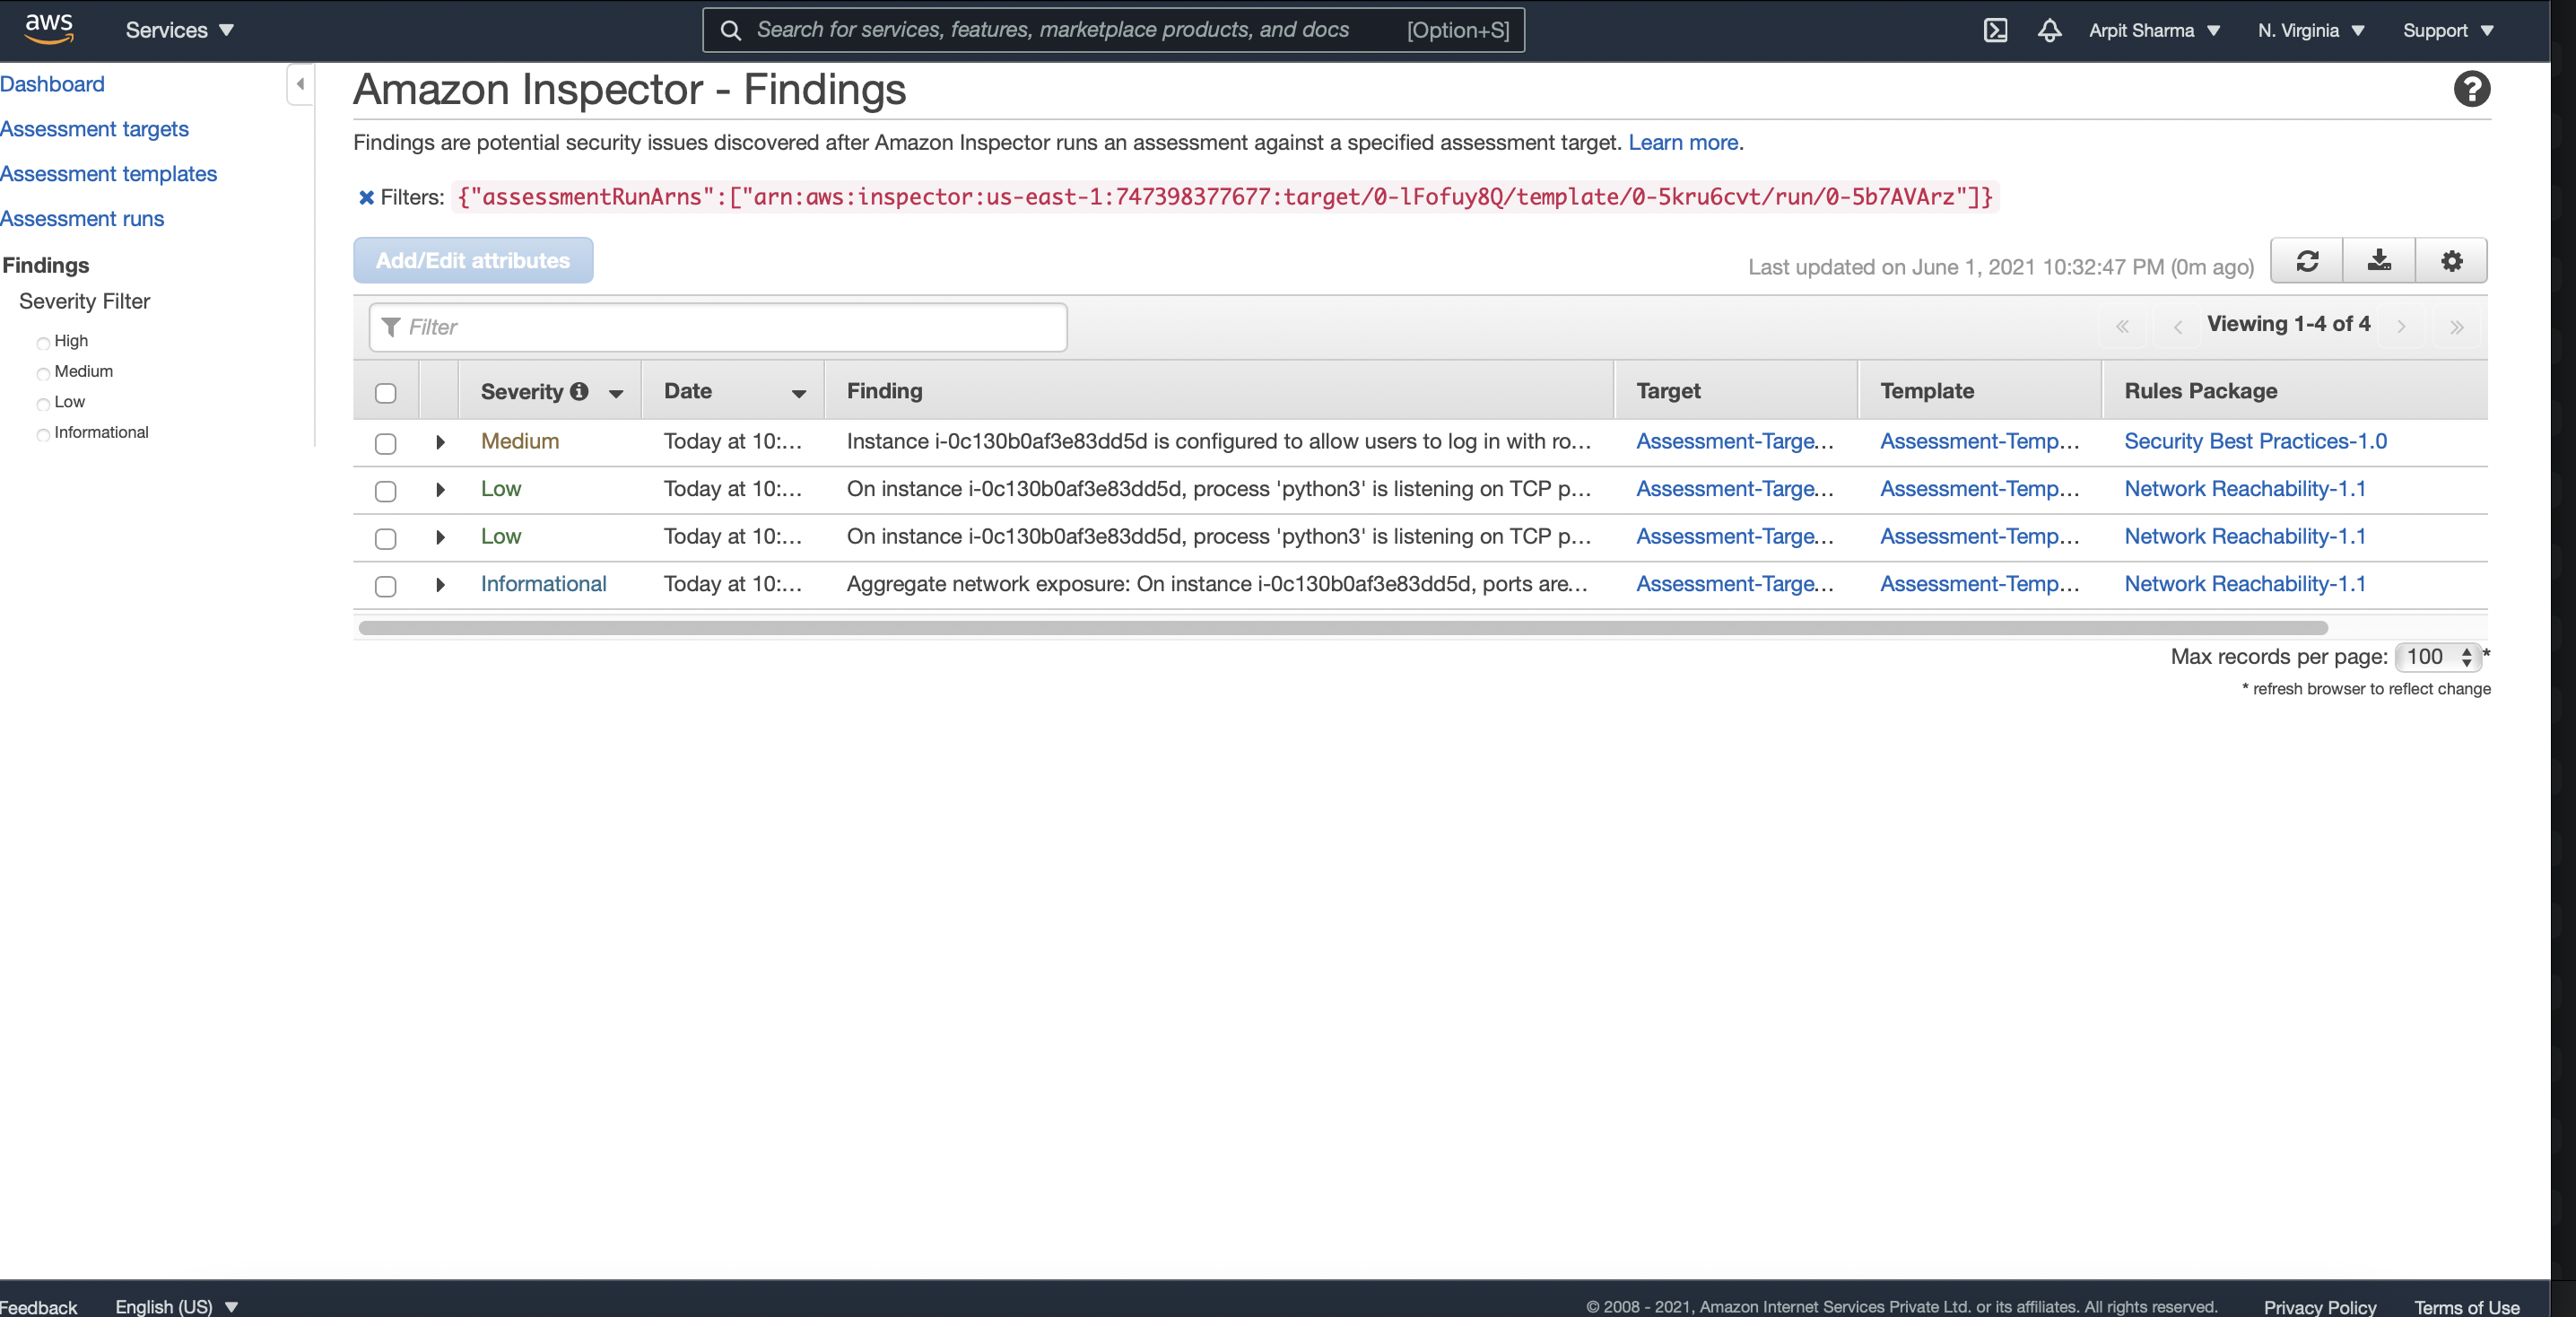 aws Services Search for services, features, marketplace products, and docs [Option+S] Arpit Sharma N. Virginia Support
Dashboard
Assessment targets
Assessment templates
Assessment runs
Findings
Severity Filter
High
Medium
Low
Informational
Amazon Inspector - Findings
Findings are potential security issues discovered after Amazon Inspector runs an assessment against a specified assessment target. Learn more.
Filters: {"assessmentRunArns":["arn:aws:inspector:us-east-1:747398377677:target/0-lFofuy8Q/template/0-5kru6cvt/run/0-5b7AVArz"]}
Add/Edit attributes Last updated on June 1, 2021 10:32:47 PM (0m ago)
Filter Viewing 1-4 of 4
Severity Date Finding Target Template Rules Package
Medium Today at 10:... Instance i-0c130b0af3e83dd5d is configured to allow users to log in with ro... Assessment-Targe... Assessment-Temp... Security Best Practices-1.0
Low Today at 10:... On instance i-0c130b0af3e83dd5d, process 'python3' is listening on TCP p... Assessment-Targe... Assessment-Temp... Network Reachability-1.1
Low Today at 10:... On instance i-0c130b0af3e83dd5d, process 'python3' is listening on TCP p... Assessment-Targe... Assessment-Temp... Network Reachability-1.1
Informational Today at 10:... Aggregate network exposure: On instance i-0c130b0af3e83dd5d, ports are... Assessment-Targe... Assessment-Temp... Network Reachability-1.1
Max records per page: 100 *
* refresh browser to reflect change
Feedback English (US) © 2008 - 2021, Amazon Internet Services Private Ltd. or its affiliates. All rights reserved. Privacy Policy Terms of Use